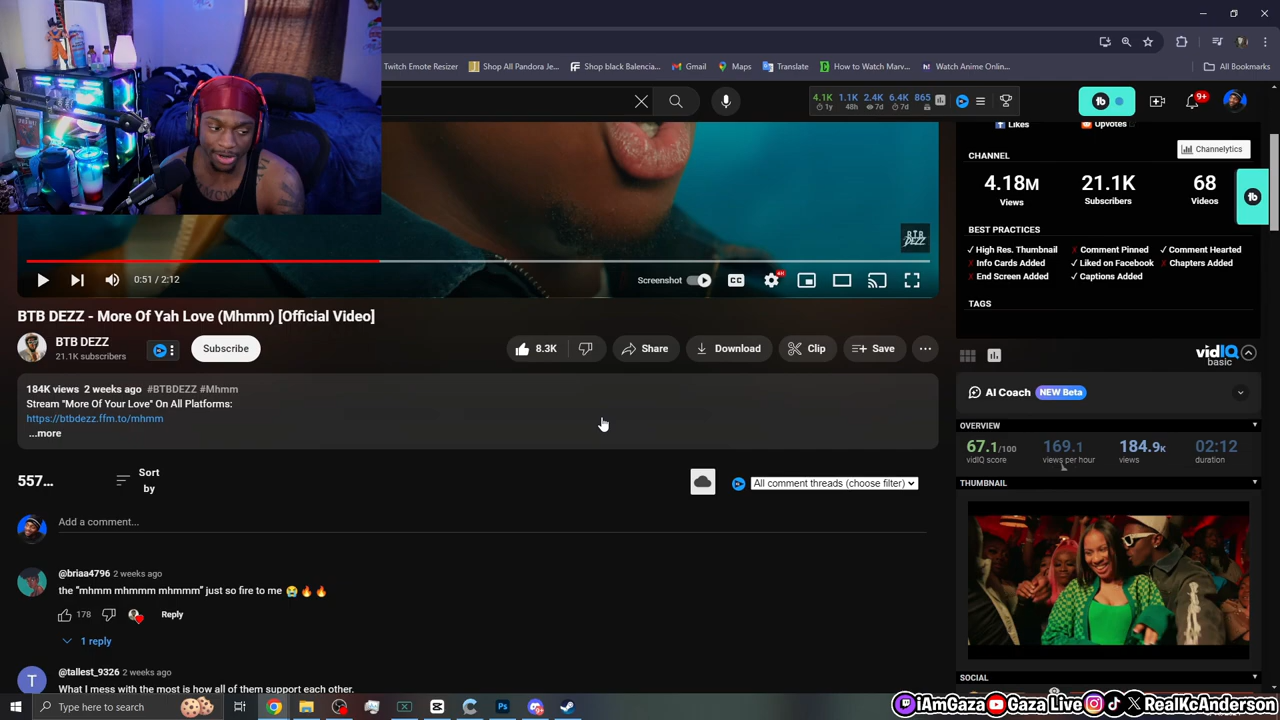 Twitch Emote Resizer
Shop All Pandora Je...
Shop black Balencia...
Gmail
Maps
Translate
How to Watch Marv...
Watch Anime Onlin...
All Bookmarks
4.1K 1.1K 2.4K 6.4K 865
1y 48h 7d 7d
9+
Likes
Upvotes
CHANNEL
Channelytics
4.18M 21.1K 68
Views Subscribers Videos
BEST PRACTICES
✓ High Res. Thumbnail ✗ Comment Pinned ✓ Comment Hearted
✗ Info Cards Added ✓ Liked on Facebook ✗ Chapters Added
✗ End Screen Added ✓ Captions Added
TAGS
BTB
DEZZ
0:51 / 2:12
Screenshot
CC
BTB DEZZ - More Of Yah Love (Mhmm) [Official Video]
BTB DEZZ
21.1K subscribers
Subscribe
8.3K
Share
Download
Clip
Save
184K views 2 weeks ago #BTBDEZZ #Mhmm
Stream "More Of Your Love" On All Platforms:
https://btbdezz.ffm.to/mhmm
...more
vidIQ
basic
AI Coach NEW Beta
OVERVIEW
67.1/100 169.1 184.9K 02:12
vidIQ score views per hour views duration
THUMBNAIL
557...
Sort
by
All comment threads (choose filter)
Add a comment...
@briaa4796 2 weeks ago
the "mhmm mhmmm mhmmm" just so fire to me 😭🔥🔥
178
Reply
1 reply
T
@tallest_9326 2 weeks ago
What I mess with the most is how all of them support each other.
SOCIAL
Type here to search
Ps
iAmGaza Gaza Live RealKcAnderson